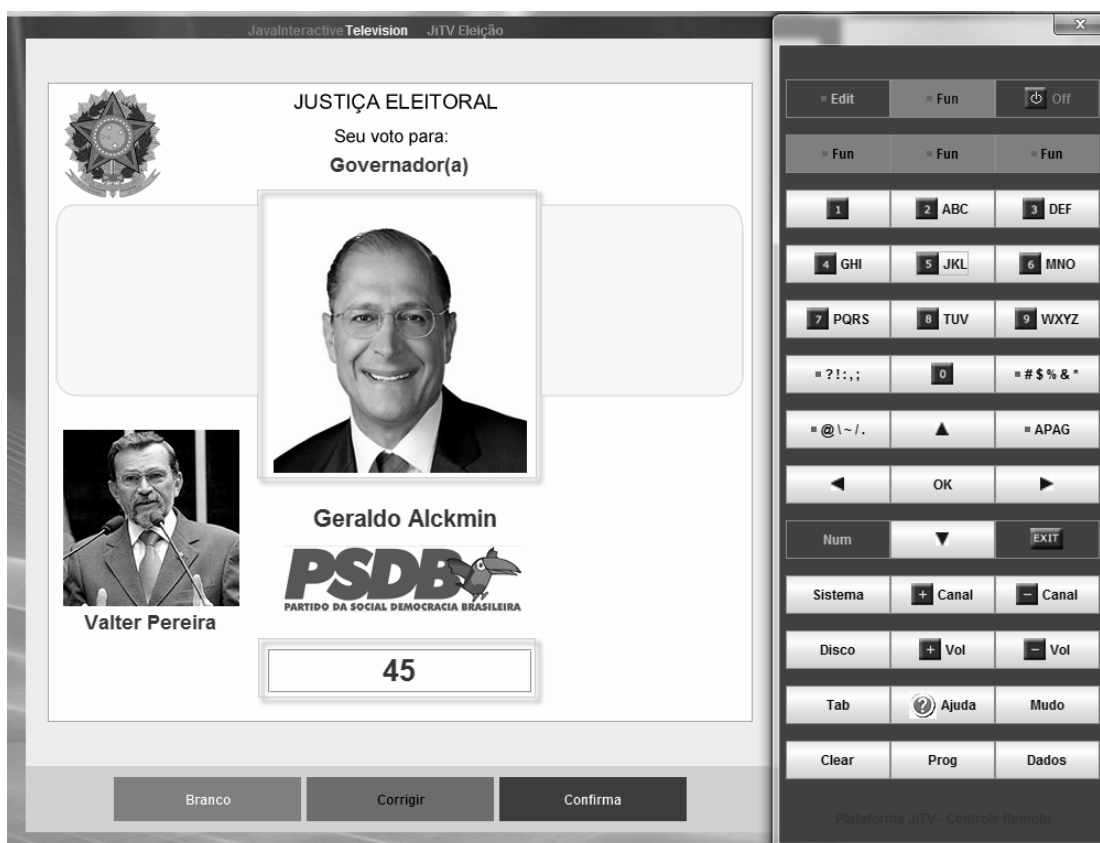 JavaInteractive Television JiTV Eleição
JUSTIÇA ELEITORAL
Seu voto para:
Governador(a)
Geraldo Alckmin
PSDB
PARTIDO DA SOCIAL DEMOCRACIA BRASILEIRA
Valter Pereira
45
Branco Corrigir Confirma
x
Edit Fun Off
Fun Fun Fun
1 2 ABC 3 DEF
4 GHI 5 JKL 6 MNO
7 PQRS 8 TUV 9 WXYZ
?!:,; 0 #$%&*
@\~/. APAG
OK
Num EXIT
Sistema + Canal - Canal
Disco + Vol - Vol
Tab ? Ajuda Mudo
Clear Prog Dados
Plataforma JiTV - Controle Remoto